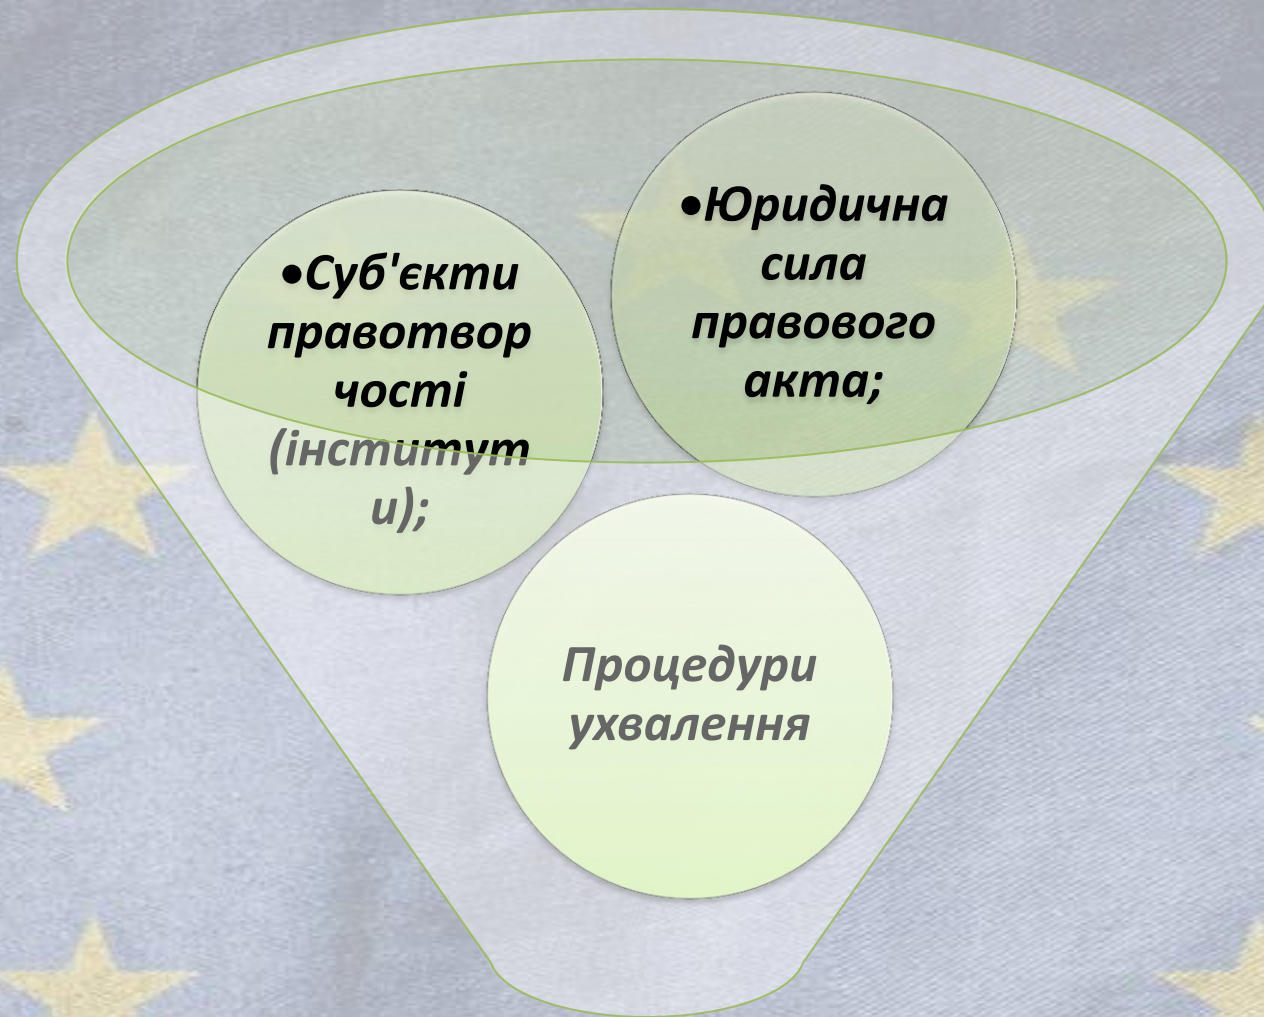 •Суб'єкти
правотвор
чості
(інститут
и);
•Юридична
сила
правового
акта;
Процедури
ухвалення